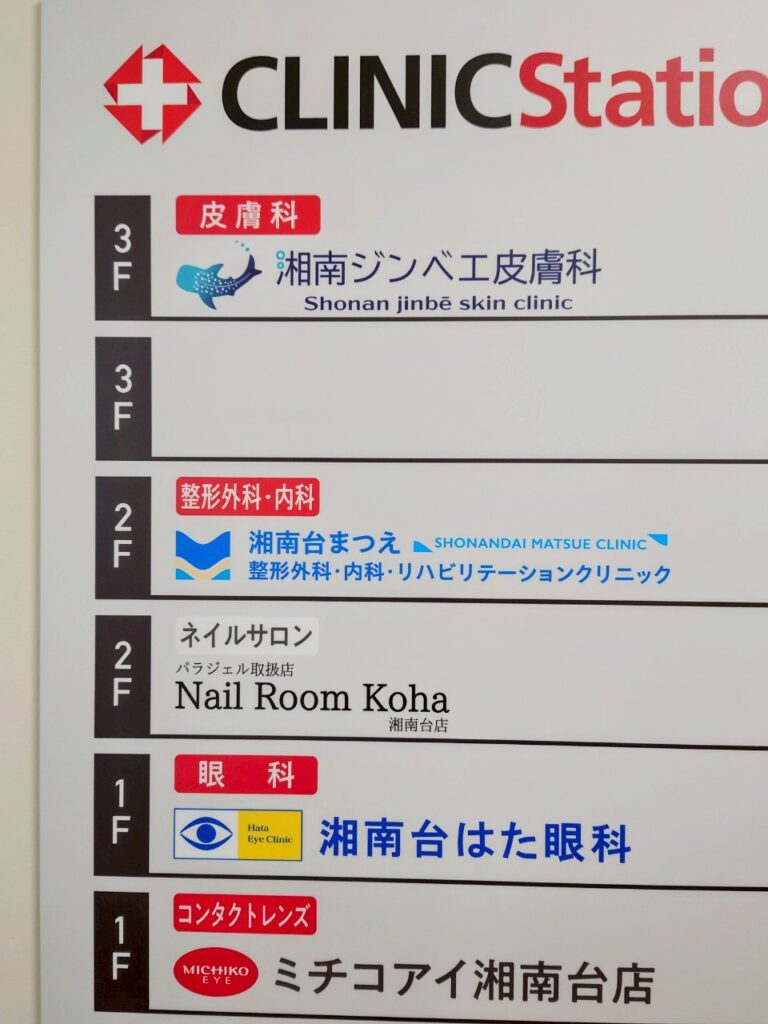 CLINICStatio
3F
皮膚科
湘南ジンベエ皮膚科
Shonan jinbē skin clinic
3F
2F
整形外科・内科
湘南台まつえ SHONANDAI MATSUE CLINIC
整形外科・内科・リハビリテーションクリニック
2F
ネイルサロン
パラジェル取扱店
Nail Room Koha
湘南台店
1F
眼 科
Hata
Eye Clinic
湘南台はた眼科
1F
コンタクトレンズ
MICHIKO
EYE
ミチコアイ湘南台店